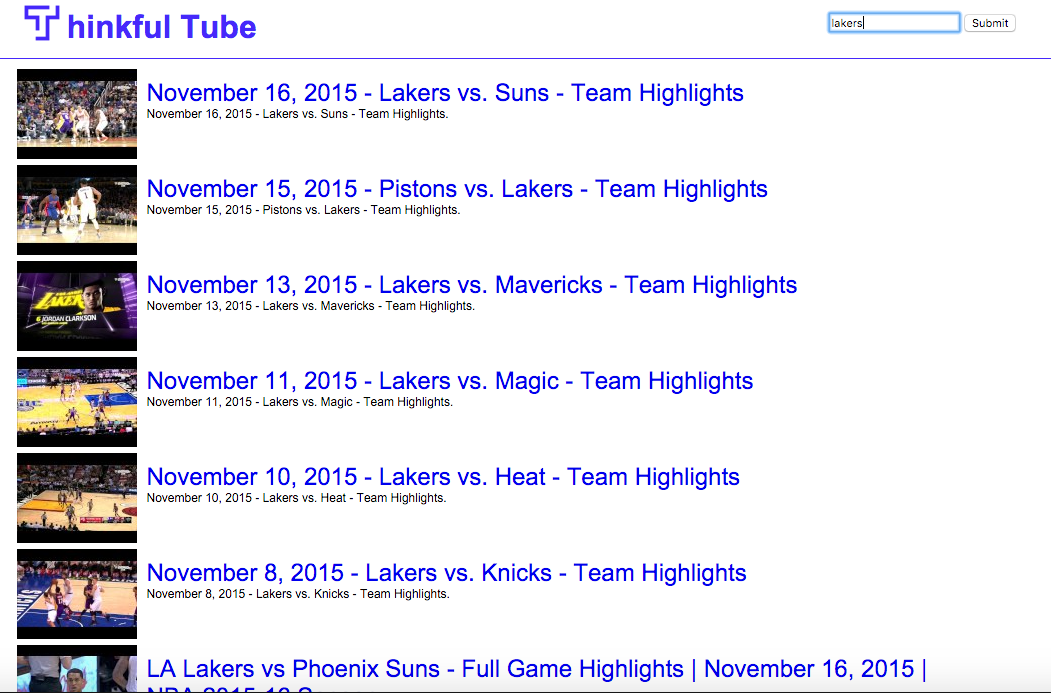 Thinkful Tube
lakers
Submit
November 16, 2015 - Lakers vs. Suns - Team Highlights
November 16, 2015 - Lakers vs. Suns - Team Highlights.
November 15, 2015 - Pistons vs. Lakers - Team Highlights
November 15, 2015 - Pistons vs. Lakers - Team Highlights.
November 13, 2015 - Lakers vs. Mavericks - Team Highlights
November 13, 2015 - Lakers vs. Mavericks - Team Highlights.
LAKERS
6 JORDAN CLARKSON
November 11, 2015 - Lakers vs. Magic - Team Highlights
November 11, 2015 - Lakers vs. Magic - Team Highlights.
November 10, 2015 - Lakers vs. Heat - Team Highlights
November 10, 2015 - Lakers vs. Heat - Team Highlights.
November 8, 2015 - Lakers vs. Knicks - Team Highlights
November 8, 2015 - Lakers vs. Knicks - Team Highlights.
LA Lakers vs Phoenix Suns - Full Game Highlights | November 16, 2015 |